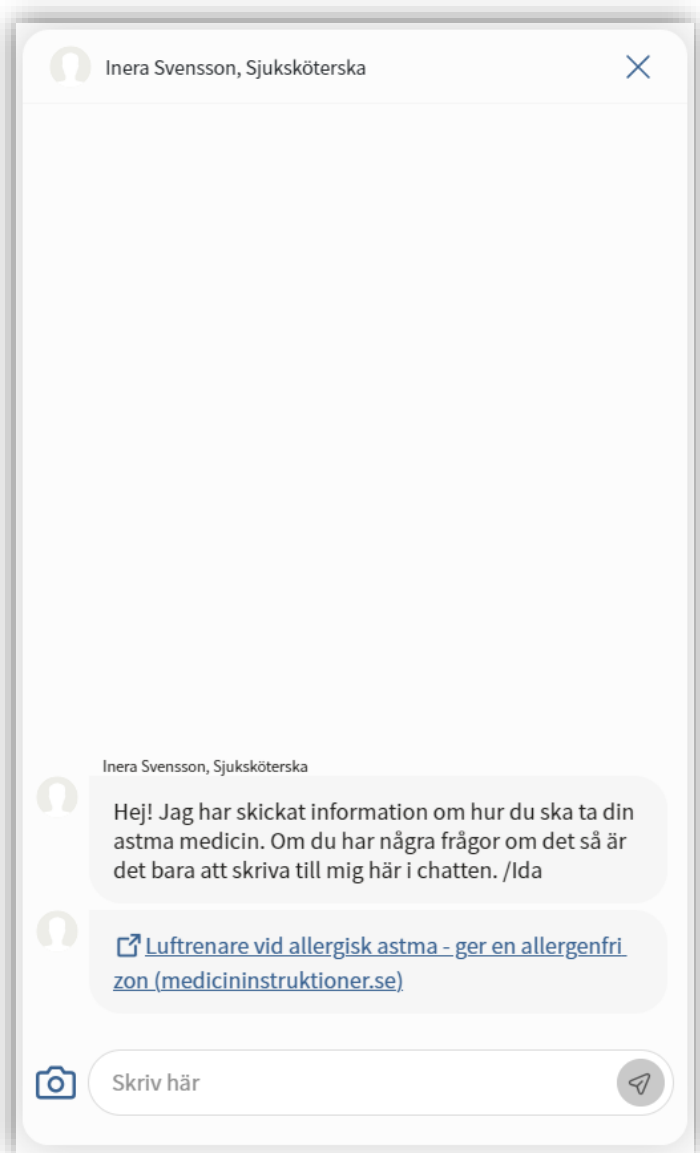 Inera Svensson, Sjuksköterska
Inera Svensson, Sjuksköterska
Hej! Jag har skickat information om hur du ska ta din
astma medicin. Om du har några frågor om det så är
det bara att skriva till mig här i chatten. /Ida
Luftrenare vid allergisk astma - ger en allergenfri
zon (medicininstruktioner.se)
Skriv här